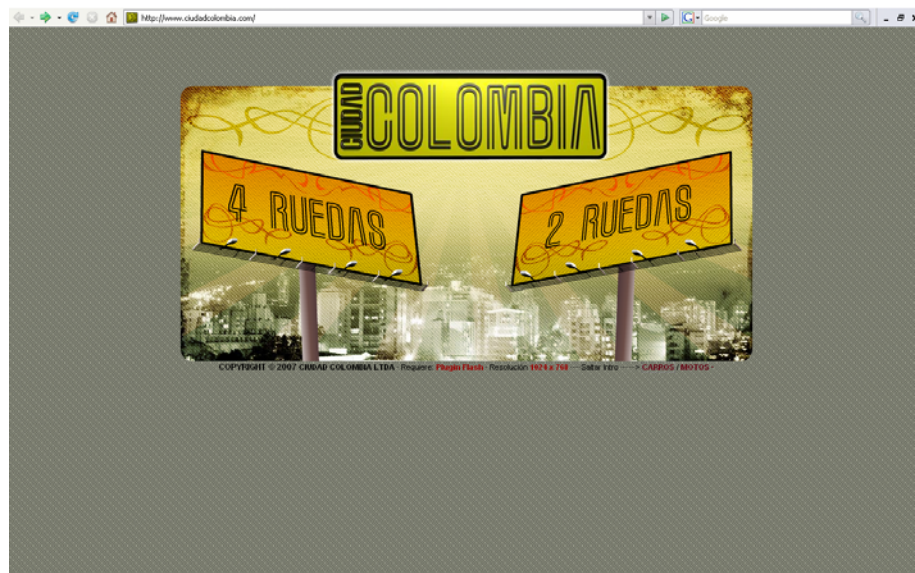 http://www.ciudadcolombia.com/
Google
CIUDAD COLOMBIA
4 RUEDAS
2 RUEDAS
COPYRIGHT © 2007 CIUDAD COLOMBIA LTDA · Requiere: Plugin Flash · Resolución 1024 x 768 ----Saltar Intro ----> CARROS / MOTOS ·